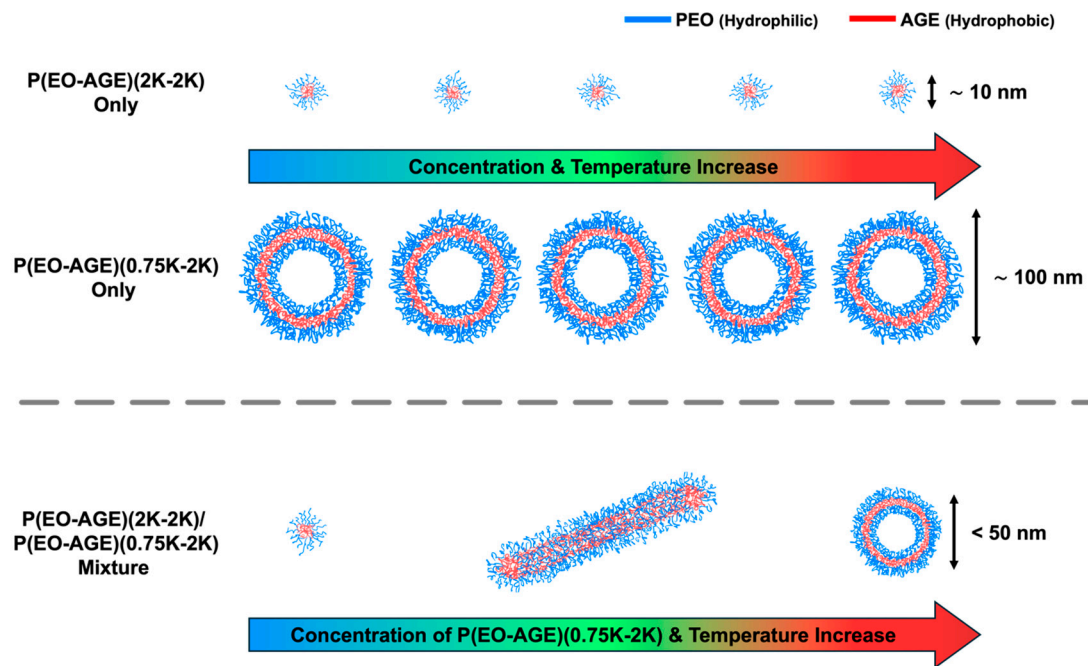 PEO (Hydrophilic) AGE (Hydrophobic)
P(EO-AGE)(2K-2K)
Only
~ 10 nm
Concentration & Temperature Increase
P(EO-AGE)(0.75K-2K)
Only
~ 100 nm
P(EO-AGE)(2K-2K)/
P(EO-AGE)(0.75K-2K)
Mixture
< 50 nm
Concentration of P(EO-AGE)(0.75K-2K) & Temperature Increase